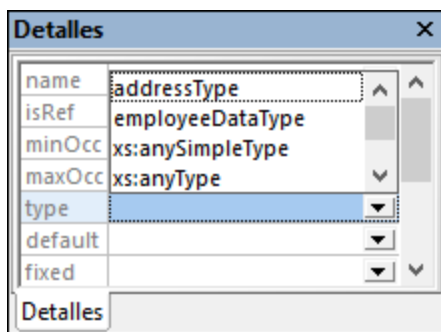 Detalles
name
isRef
minOcc
maxOcc
type
default
fixed
addressType
employeeDataType
xs:anySimpleType
xs:anyType
Detalles